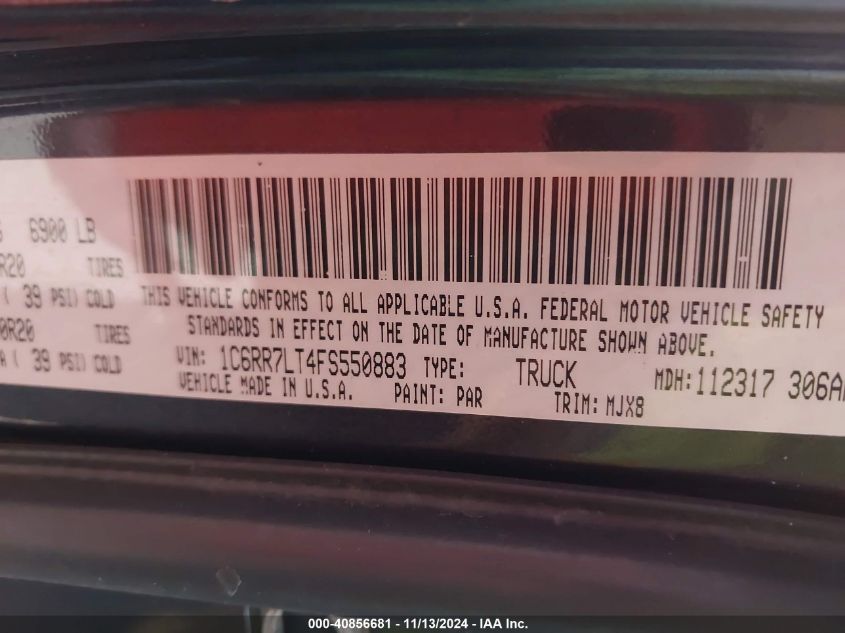 6900 LB
R20 TIRES
( 39 PSI) COLD
0R20 TIRES
( 39 PSI) COLD
THIS VEHICLE CONFORMS TO ALL APPLICABLE U.S.A. FEDERAL MOTOR VEHICLE SAFETY
STANDARDS IN EFFECT ON THE DATE OF MANUFACTURE SHOWN ABOVE.
VIN: 1C6RR7LT4FS550883 TYPE: TRUCK MDH: 112317 306A
VEHICLE MADE IN U.S.A. PAINT: PAR TRIM: MJX8
000-40856681 - 11/13/2024 - IAA Inc.